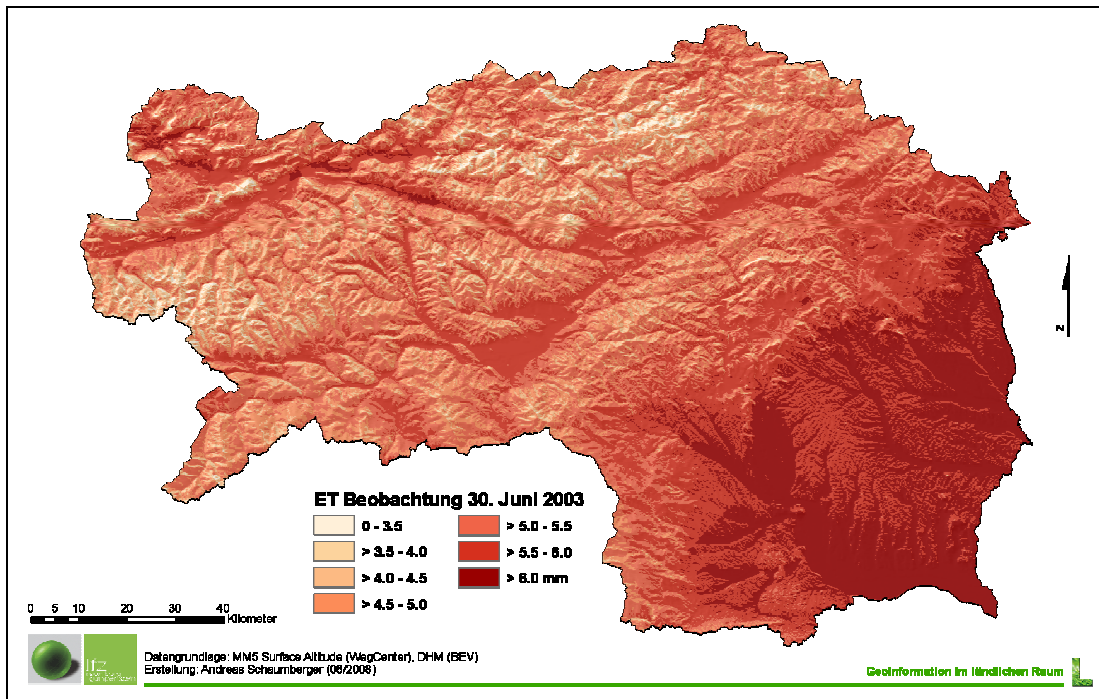 N
ET Beobachtung 30. Juni 2003
0 - 3.5
> 3.5 - 4.0
> 4.0 - 4.5
> 4.5 - 5.0
> 5.0 - 5.5
> 5.5 - 6.0
> 6.0 mm
0 5 10 20 30 40
Kilometer
lfz
Datengrundlage: MM5 Surface Altitude (WegCenter), DHM (BEV)
Erstellung: Andreas Schaumberger (06/2008)
Geoinformation im ländlichen Raum